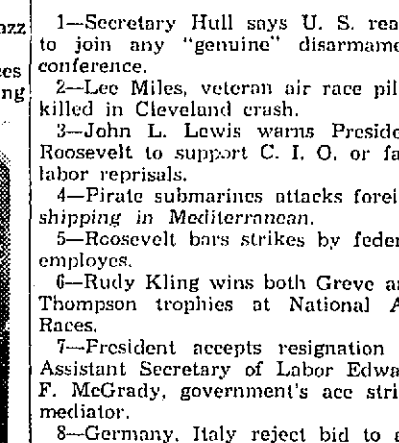 azz
es
ng
1—Secretary Hull says U. S. rea
to join any "genuine" disarmame
conference.
2—Lee Miles, veteran air race pil
killed in Cleveland crash.
3—John L. Lewis warns Preside
Roosevelt to support C. I. O. or fa
labor reprisals.
4—Pirate submarines attacks forei
shipping in Mediterranean.
5—Roosevelt bars strikes by feder
employes.
6—Rudy Kling wins both Greve a
Thompson trophies at National A
Races.
7—President accepts resignation
Assistant Secretary of Labor Edwa
F. McGrady, government's ace stri
mediator.
8—Germany, Italy reject bid to a